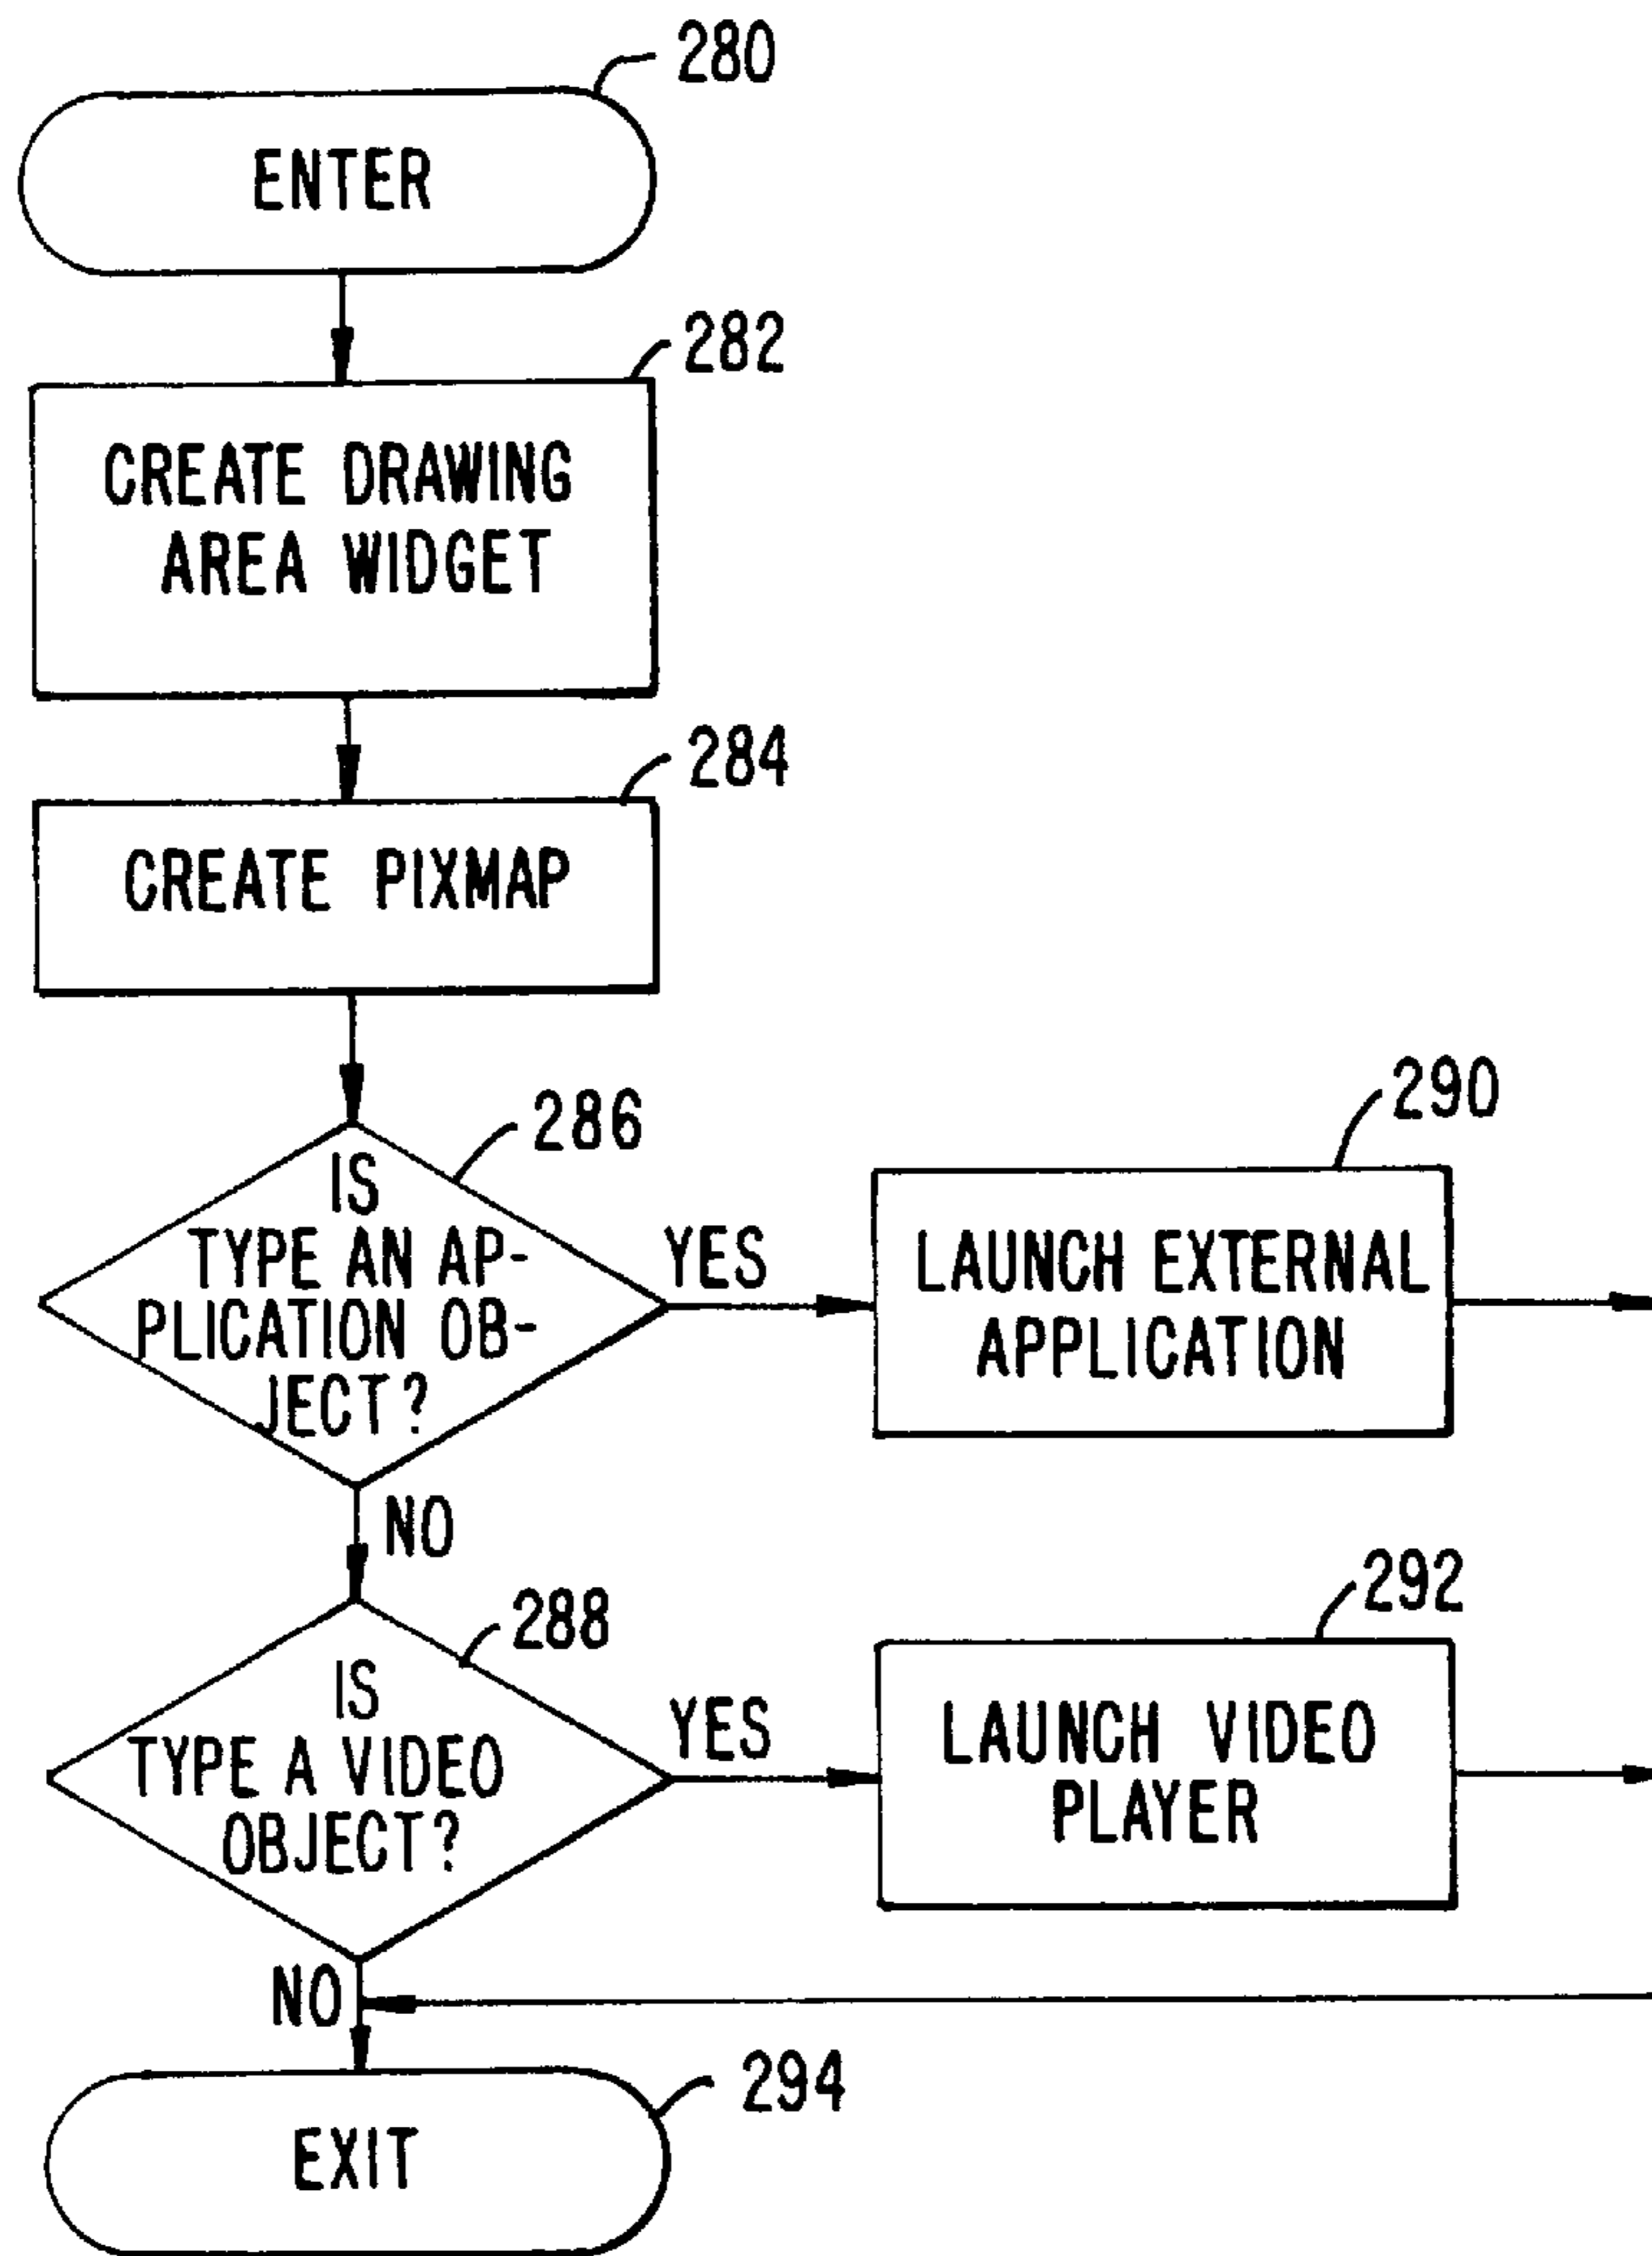 280
ENTER
282
CREATE DRAWING
AREA WIDGET
284
CREATE PIXMAP
286
IS
TYPE AN AP-
PLICATION OB-
JECT?
YES
290
LAUNCH EXTERNAL
APPLICATION
NO
288
IS
TYPE A VIDEO
OBJECT?
YES
292
LAUNCH VIDEO
PLAYER
NO
294
EXIT